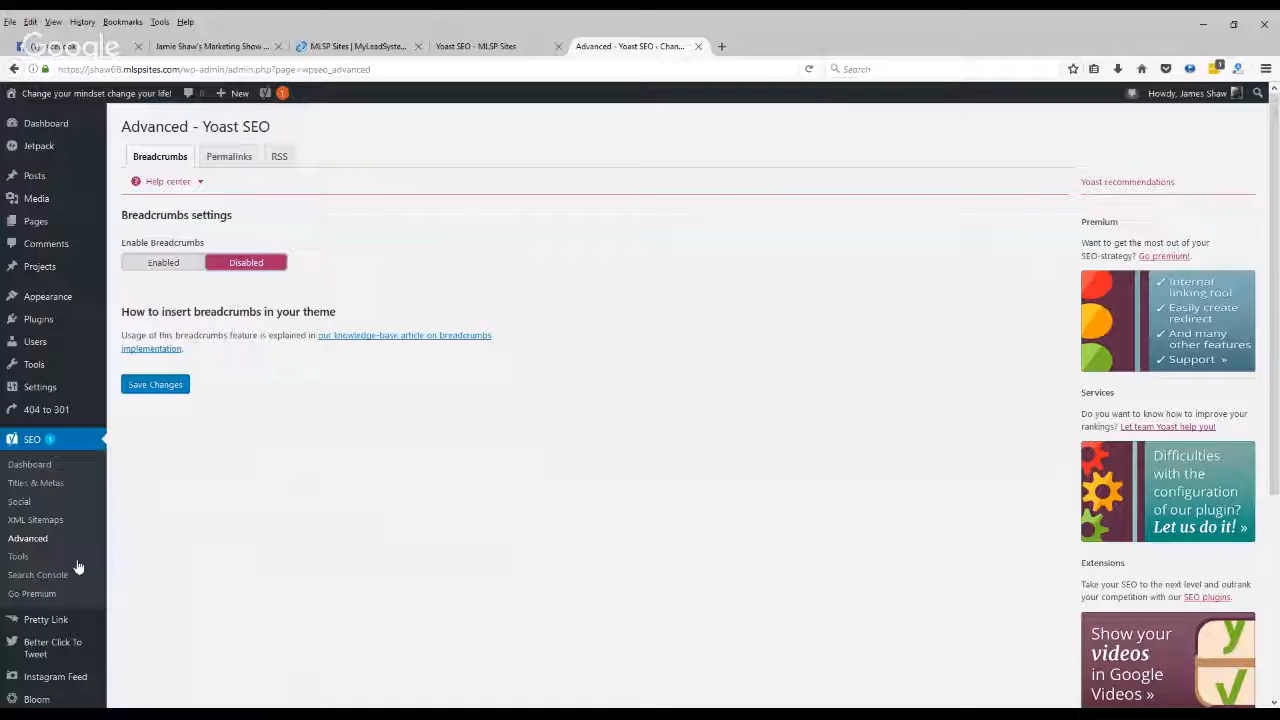 File Edit View History Bookmarks Tools Help
Google
Jamie Shaw's Marketing Show ...
MLSP Sites | MyLeadSyste...
Yoast SEO - MLSP Sites
Advanced - Yoast SEO ‹ Chan...
https://jshaw68.mlspsites.com/wp-admin/admin.php?page=wpseo_advanced
Search
1
Change your mindset change your life!
0
New
1
Howdy, James Shaw
Dashboard
Jetpack
Posts
Media
Pages
Comments
Projects
Appearance
Plugins
Users
Tools
Settings
404 to 301
SEO 1
Dashboard
Titles & Metas
Social
XML Sitemaps
Advanced
Tools
Search Console
Go Premium
Pretty Link
Better Click To
Tweet
Instagram Feed
Bloom
Advanced - Yoast SEO
Breadcrumbs Permalinks RSS
Help center
Breadcrumbs settings
Enable Breadcrumbs
Enabled Disabled
How to insert breadcrumbs in your theme
Usage of this breadcrumbs feature is explained in our knowledge-base article on breadcrumbs
implementation.
Save Changes
Yoast recommendations
Premium
Want to get the most out of your
SEO-strategy? Go premium!.
✓ Internal
linking tool
✓ Easily create
redirect
✓ And many
other features
✓ Support »
Services
Do you want to know how to improve your
rankings? Let team Yoast help you!
Difficulties
with the
configuration
of our plugin?
Let us do it! »
Extensions
Take your SEO to the next level and outrank
your competition with our SEO plugins.
Show your
videos
in Google
Videos »